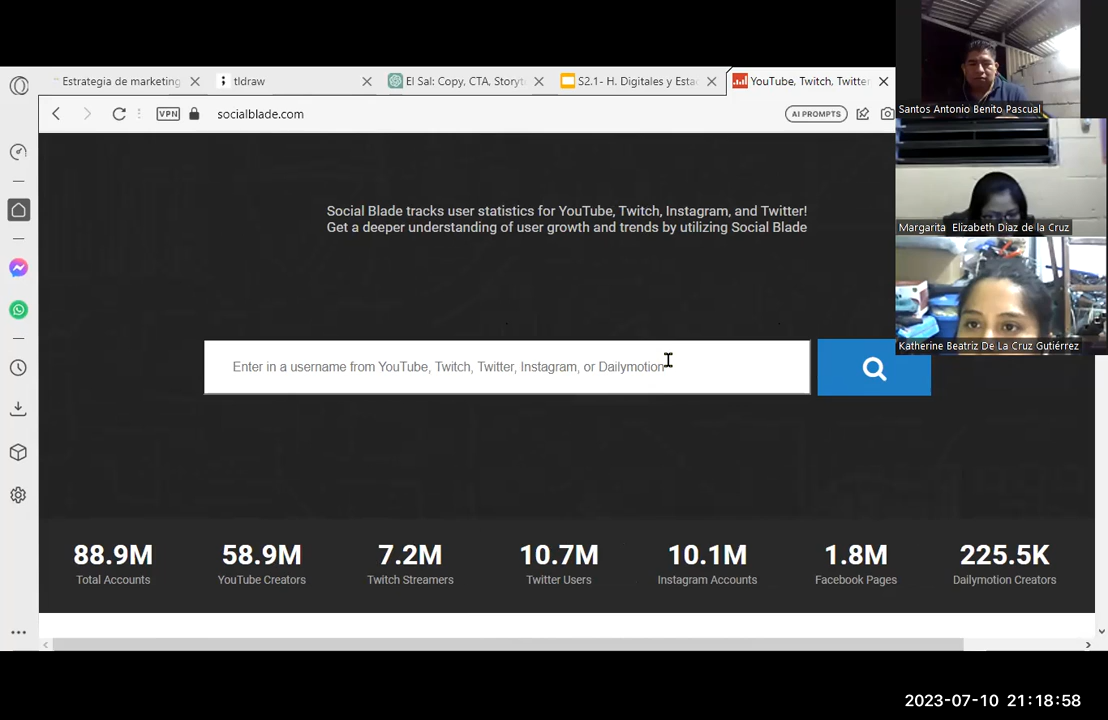 Estrategia de marketing
tldraw
El Sal: Copy, CTA, Storyt
S2.1- H. Digitales y Estac
YouTube, Twitch, Twitter
VPN
socialblade.com
AI PROMPTS
Santos Antonio Benito Pascual
Margarita Elizabeth Diaz de la Cruz
Katherine Beatriz De La Cruz Gutiérrez
Social Blade tracks user statistics for YouTube, Twitch, Instagram, and Twitter!
Get a deeper understanding of user growth and trends by utilizing Social Blade
Enter in a username from YouTube, Twitch, Twitter, Instagram, or Dailymotion
88.9M
Total Accounts
58.9M
YouTube Creators
7.2M
Twitch Streamers
10.7M
Twitter Users
10.1M
Instagram Accounts
1.8M
Facebook Pages
225.5K
Dailymotion Creators
2023-07-10 21:18:58